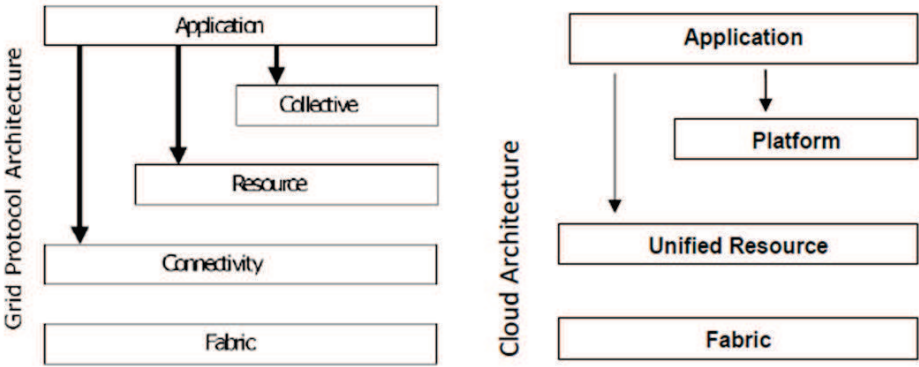 Grid Protocol Architecture
Application
Collective
Resource
Connectivity
Fabric
Cloud Architecture
Application
Platform
Unified Resource
Fabric